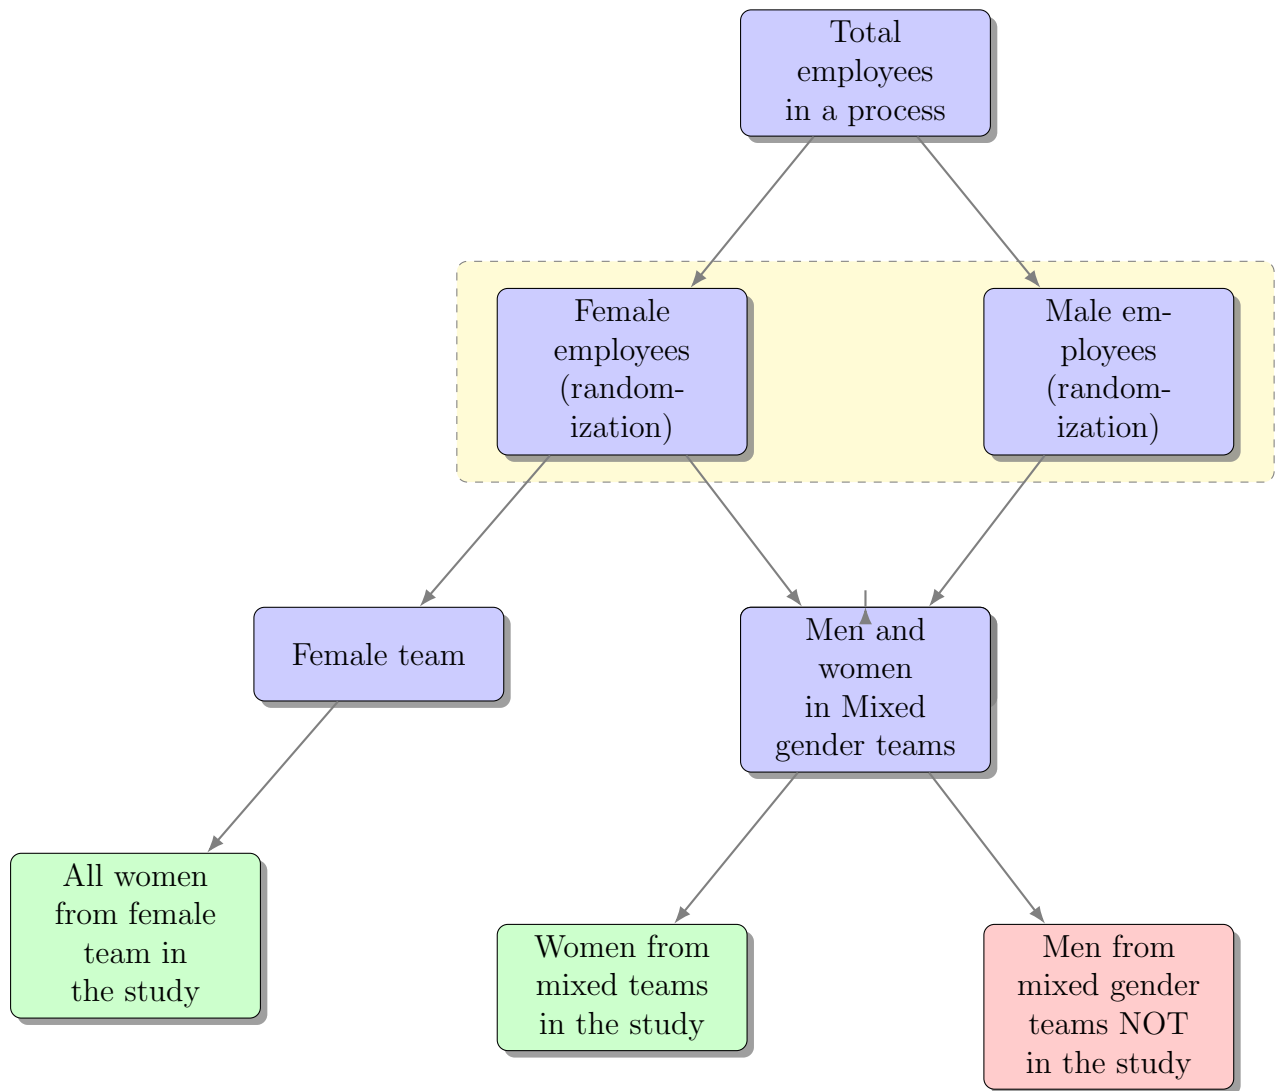 Total
employees
in a process
Female
employees
(random-
ization)
Male em-
ployees
(random-
ization)
Female team
Men and
women
in Mixed
gender teams
All women
from female
team in
the study
Women from
mixed teams
in the study
Men from
mixed gender
teams NOT
in the study